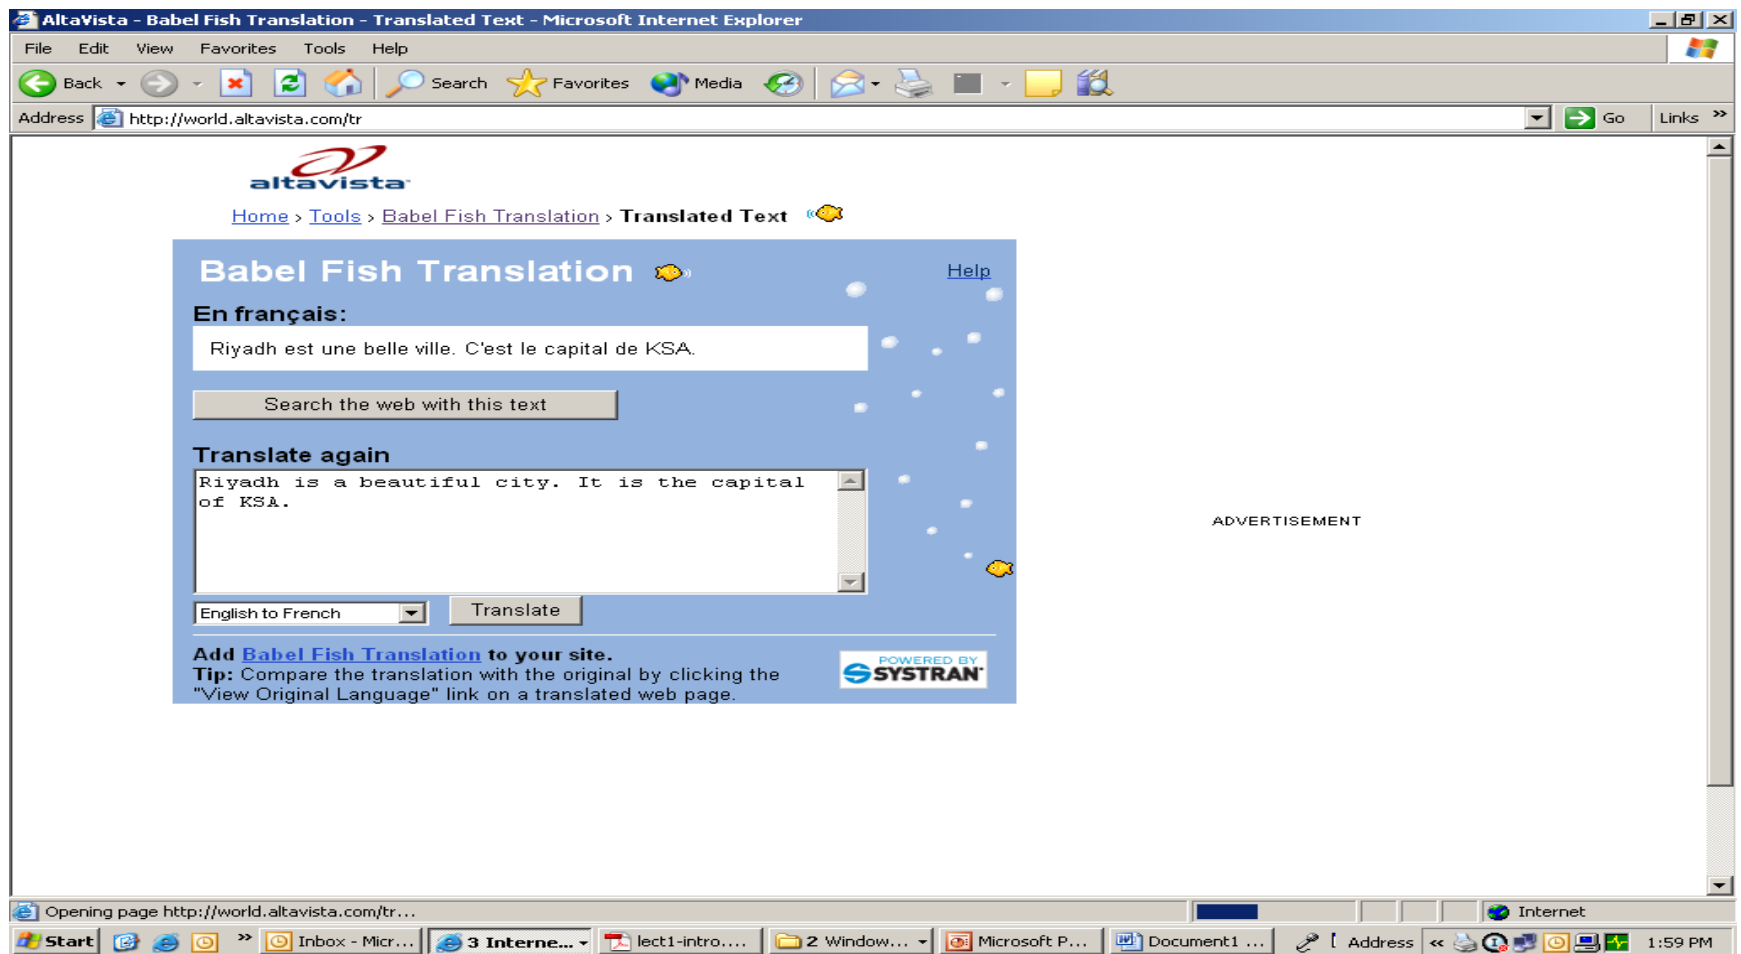 AltaVista - Babel Fish Translation - Translated Text - Microsoft Internet Explorer
File Edit View Favorites Tools Help
Back Search Favorites Media
Address http://world.altavista.com/tr Go Links »
altavista
Home > Tools > Babel Fish Translation > Translated Text
Babel Fish Translation Help
En français:
Riyadh est une belle ville. C'est le capital de KSA.
Search the web with this text
Translate again
Riyadh is a beautiful city. It is the capital
of KSA.
ADVERTISEMENT
English to French Translate
Add Babel Fish Translation to your site.
Tip: Compare the translation with the original by clicking the
"View Original Language" link on a translated web page.
POWERED BY
SYSTRAN
Opening page http://world.altavista.com/tr... Internet
Start » Inbox - Micr... 3 Interne... lect1-intro.... 2 Window... Microsoft P... Document1 ... Address « 1:59 PM